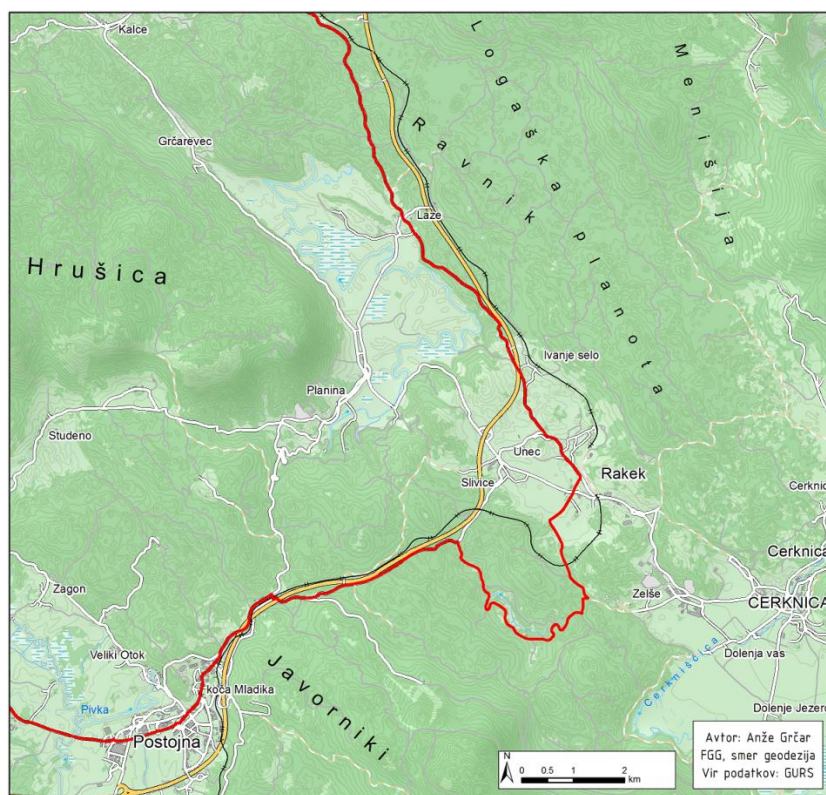 Kalce
Logaška planota
Menišija
Ravnik
Grčarevec
Laze
Hrušica
Ivanje selo
Planina
Studeno
Unec
Rakek
Slivice
Cerknic
Cerknica
Zagon
Zelše
CERKNICA
Cerkniščica
Veliki Otok
Dolenja vas
koča Mladika
Javorniki
Pivka
Dolenje Jezero
Postojna
N
0 0.5 1 2
km
Avtor: Anže Grčar
FGG, smer geodezija
Vir podatkov: GURS